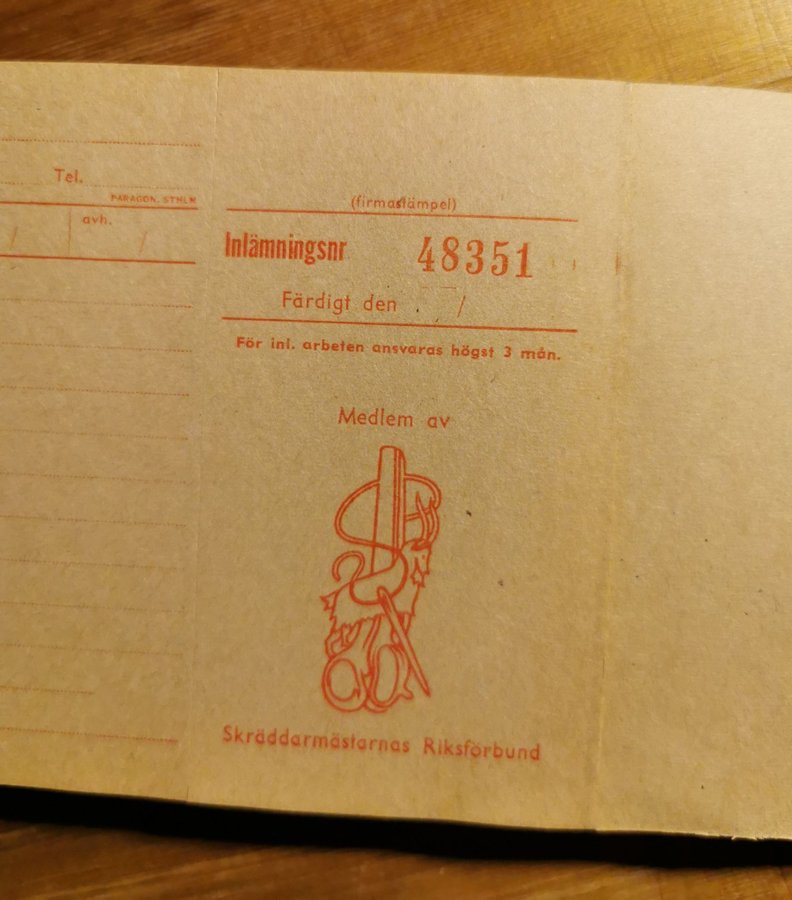 Tel.
PARAGON, STHLM
avh.
/ /
(firmastämpel)
Inlämningsnr 48351
Färdigt den /
För inl. arbeten ansvaras högst 3 mån.
Medlem av
Skräddarmästarnas Riksförbund